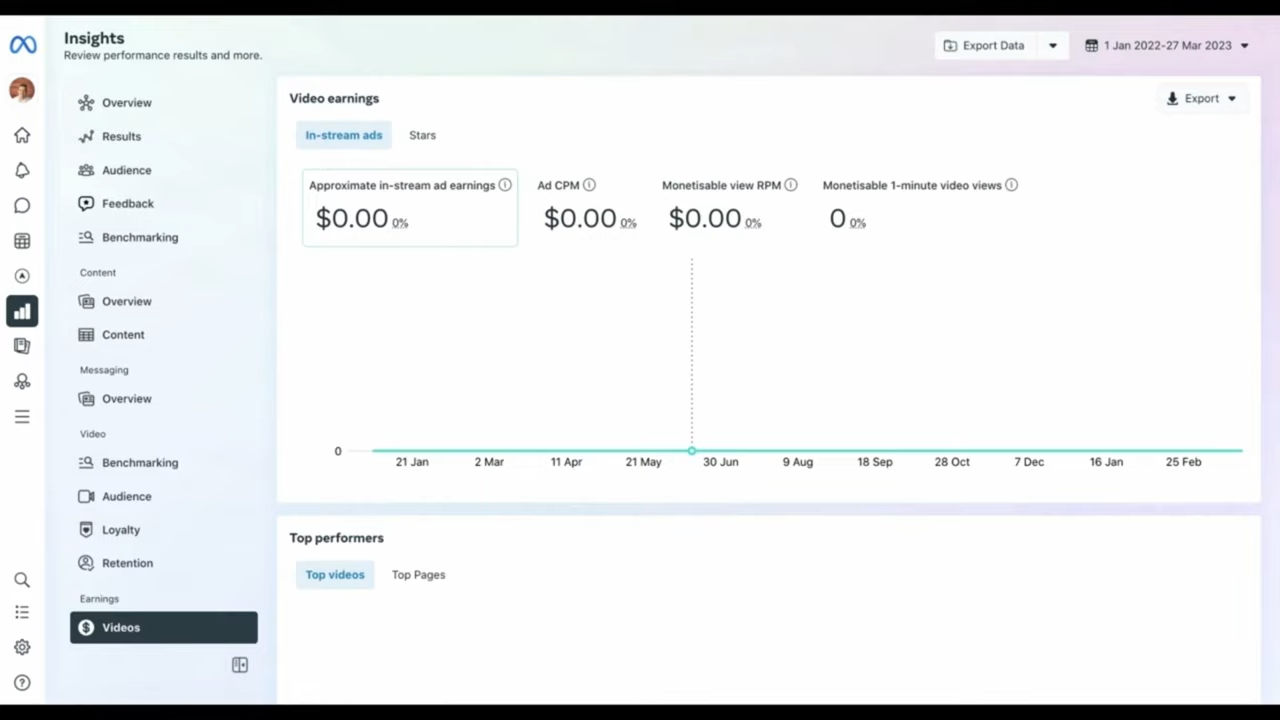 Insights
Review performance results and more.
Export Data
1 Jan 2022-27 Mar 2023
Overview
Results
Audience
Feedback
Benchmarking
Content
Overview
Content
Messaging
Overview
Video
Benchmarking
Audience
Loyalty
Retention
Earnings
Videos
Video earnings
Export
In-stream ads Stars
Approximate in-stream ad earnings Ad CPM Monetisable view RPM Monetisable 1-minute video views
$0.00 0% $0.00 0% $0.00 0% 0 0%
0
21 Jan 2 Mar 11 Apr 21 May 30 Jun 9 Aug 18 Sep 28 Oct 7 Dec 16 Jan 25 Feb
Top performers
Top videos Top Pages